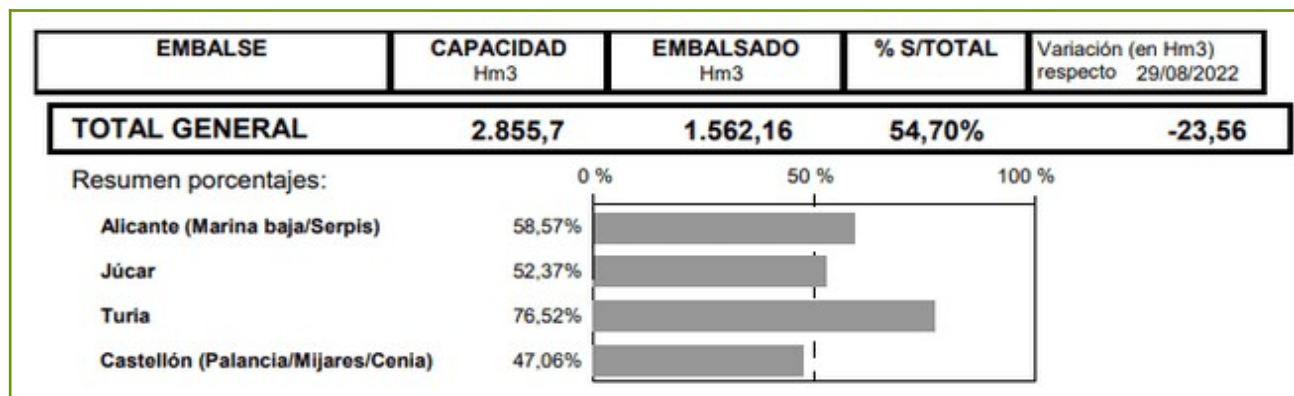 EMBALSE CAPACIDAD EMBALSADO % S/TOTAL Variación (en Hm3)
Hm3 Hm3 respecto 29/08/2022
TOTAL GENERAL 2.855,7 1.562,16 54,70% -23,56
Resumen porcentajes: 0 % 50 % 100 %
Alicante (Marina baja/Serpis) 58,57%
Júcar 52,37%
Turia 76,52%
Castellón (Palancia/Mijares/Cenia) 47,06%